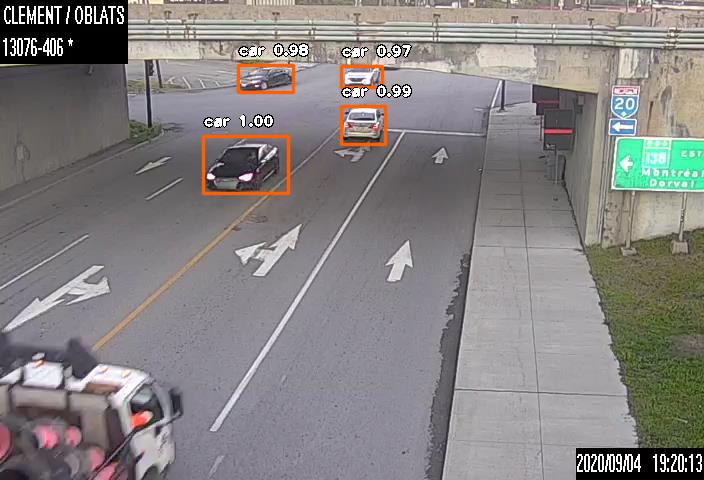 CLEMENT / OBLATS
13076-406 *
car 0.98
car 0.97
car 0.99
car 1.00
20
138
EST
Montréal
Dorval
2020/09/04 19:20:13